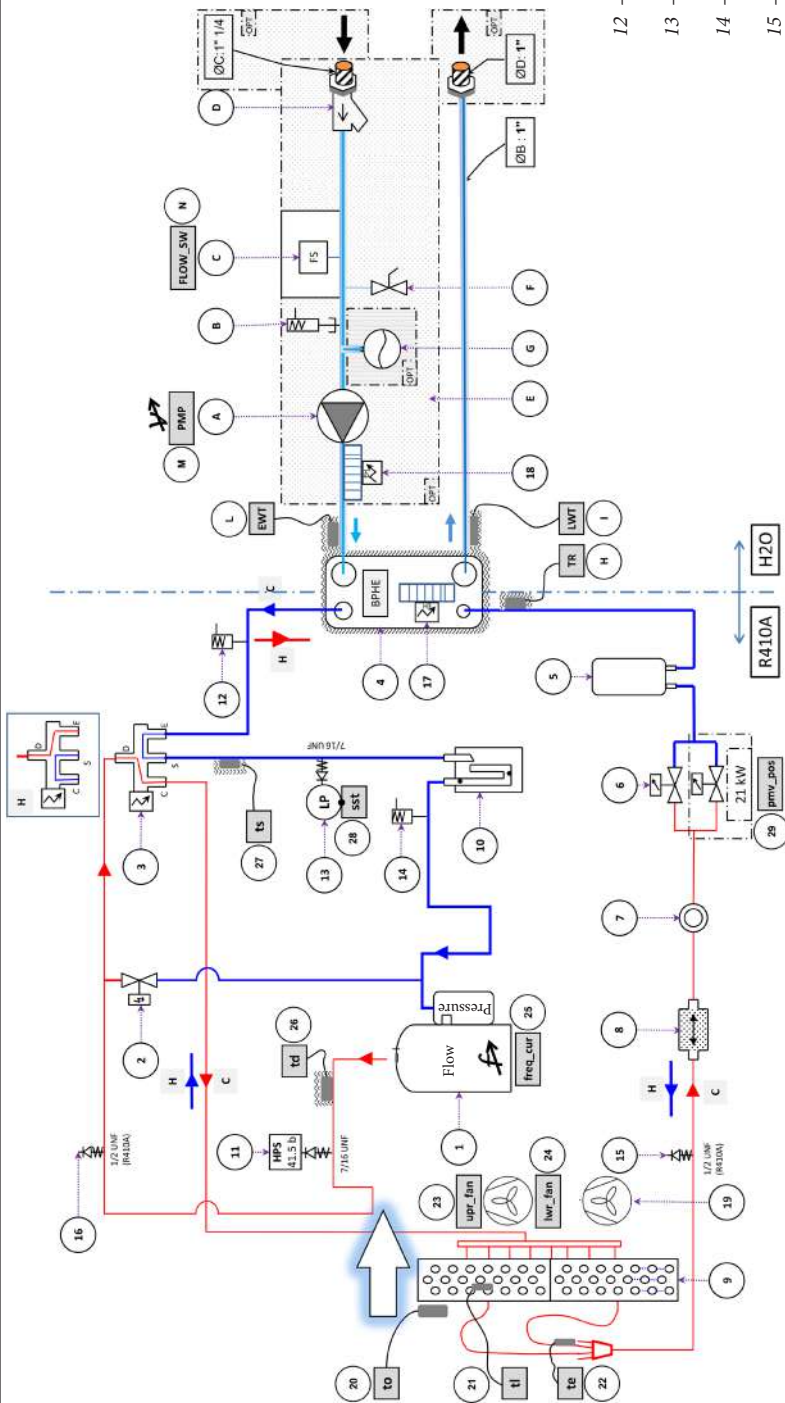 ØC:1" 1/4
OPT
D
N
FLOW_SW
C
FS
B
M
PMP
A
L
EWT
OPT
ØD: 1"
ØB : 1"
F
G
OPT
E
18
OPT
LWT
I
TR
H
BPHE
H2O
R410A
C
H
12
4
17
5
H
D
C
S
E
D
C
S
E
3
7/16 UNF
ts
27
LP
13
sst
28
14
10
6
21 kW
pmv_pos
29
7
2
8
H
C
td
26
Pressure
Flow
25
freq_cur
1
H
C
16
1/2 UNF
(R410A)
11
HPS
41.5 b
7/16 UNF
15
1/2 UNF
(R410A)
23
upr_fan
24
lwr_fan
19
9
20
to
21
tl
te
22
12 –
13 –
14 –
15 –